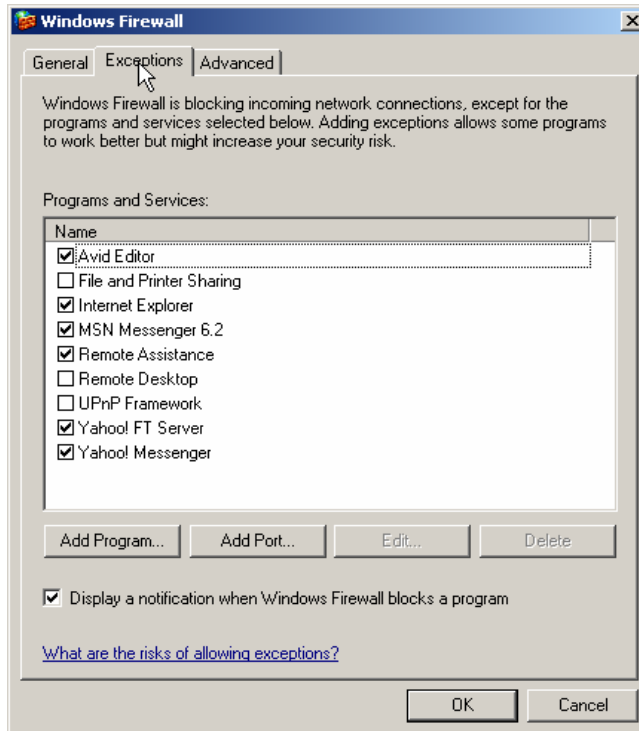 Windows Firewall
General Exceptions Advanced
Windows Firewall is blocking incoming network connections, except for the
programs and services selected below. Adding exceptions allows some programs
to work better but might increase your security risk.
Programs and Services:
Name
Avid Editor
File and Printer Sharing
Internet Explorer
MSN Messenger 6.2
Remote Assistance
Remote Desktop
UPnP Framework
Yahoo! FT Server
Yahoo! Messenger
Add Program... Add Port... Edit... Delete
Display a notification when Windows Firewall blocks a program
What are the risks of allowing exceptions?
OK Cancel